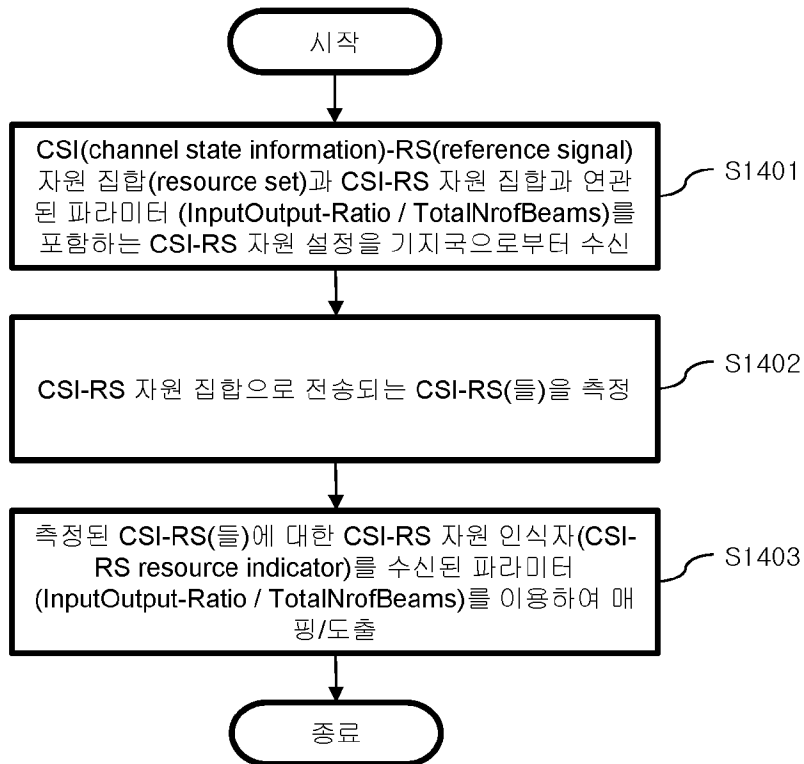 시작
CSI(channel state information)-RS(reference signal)
자원 집합(resource set)과 CSI-RS 자원 집합과 연관
된 파라미터 (InputOutput-Ratio / TotalNrofBeams)를
포함하는 CSI-RS 자원 설정을 기지국으로부터 수신
S1401
CSI-RS 자원 집합으로 전송되는 CSI-RS(들)을 측정
S1402
측정된 CSI-RS(들)에 대한 CSI-RS 자원 인식자(CSI-
RS resource indicator)를 수신된 파라미터
(InputOutput-Ratio / TotalNrofBeams)를 이용하여 매
핑/도출
S1403
종료